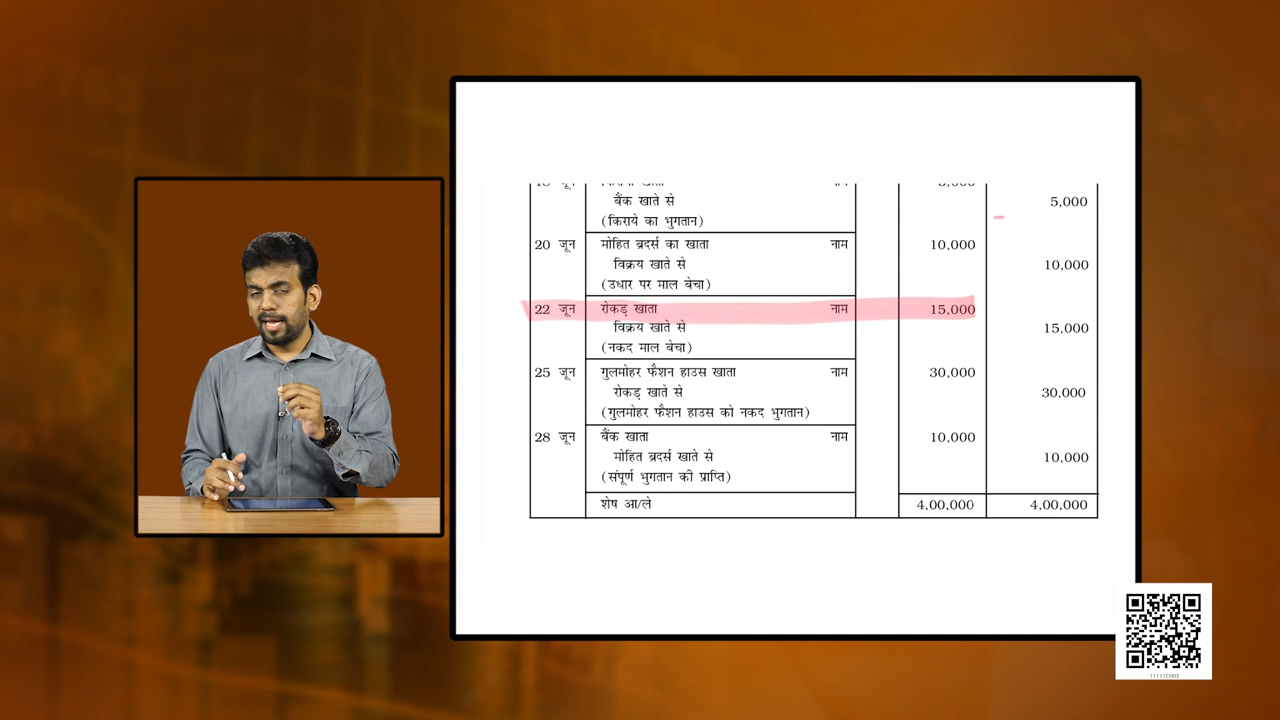 18 जून
बैंक खाते से 5,000
(किराये का भुगतान)
20 जून मोहित ब्रदर्स का खाता नाम 10,000
विक्रय खाते से 10,000
(उधार पर माल बेचा)
22 जून रोकड़ खाता नाम 15,000
विक्रय खाते से 15,000
(नकद माल बेचा)
25 जून गुलमोहर फैशन हाउस खाता नाम 30,000
रोकड़ खाते से 30,000
(गुलमोहर फैशन हाउस को नकद भुगतान)
28 जून बैंक खाता नाम 10,000
मोहित ब्रदर्स खाते से 10,000
(संपूर्ण भुगतान की प्राप्ति)
शेष आ/ले 4,00,000 4,00,000
11111CH03